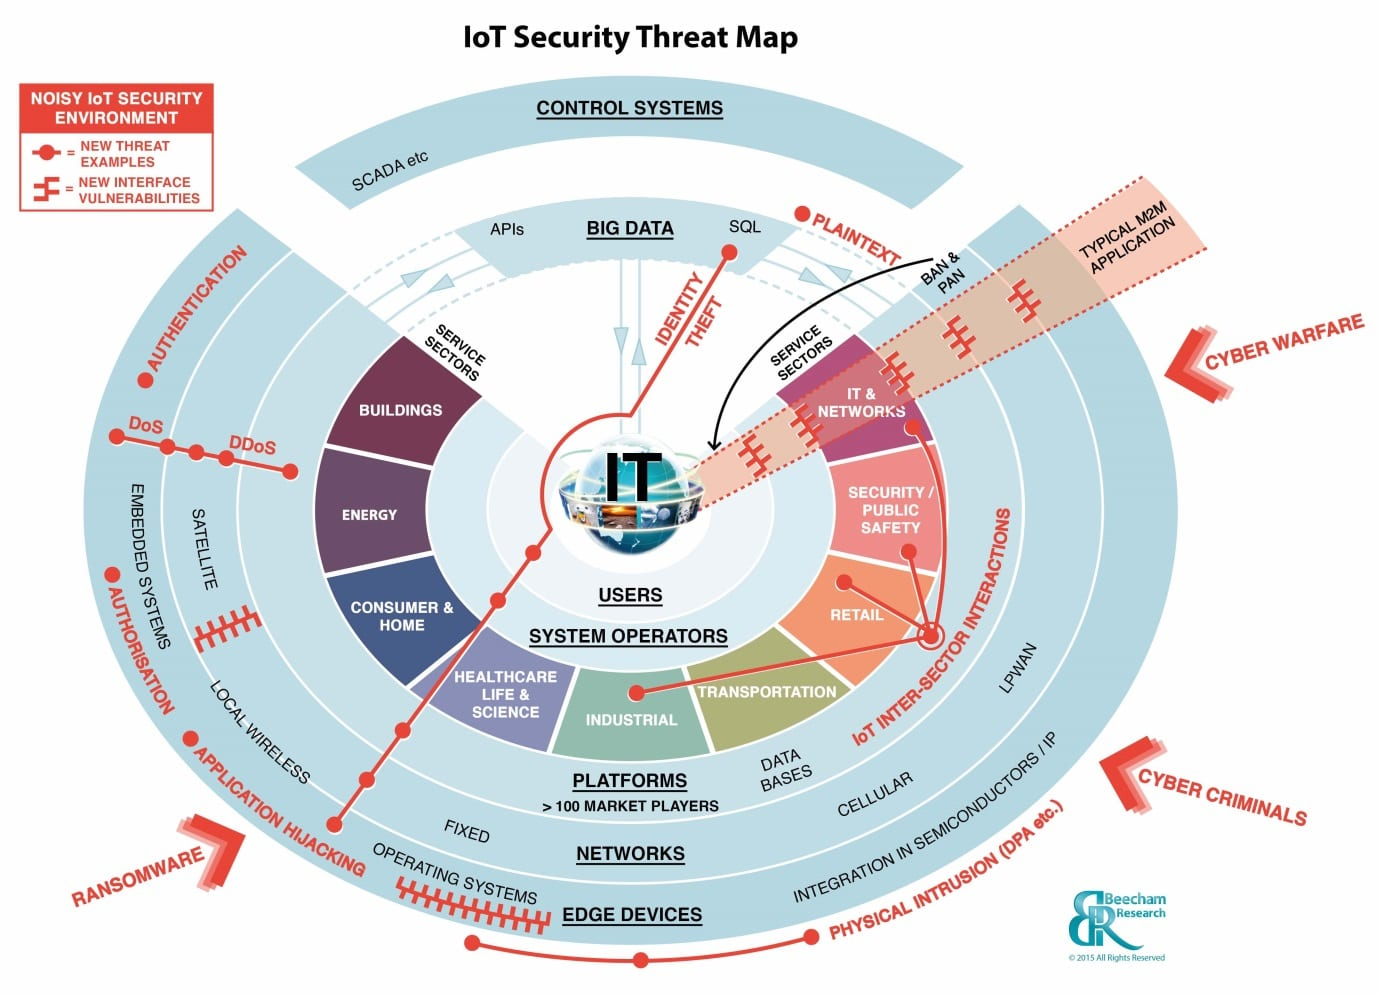 IoT Security Threat Map
NOISY IoT SECURITY
ENVIRONMENT
= NEW THREAT
EXAMPLES
= NEW INTERFACE
VULNERABILITIES
CONTROL SYSTEMS
SCADA etc
APIs
BIG DATA
SQL
PLAINTEXT
IDENTITY
THEFT
BAN &
PAN
TYPICAL M2M
APPLICATION
CYBER WARFARE
AUTHENTICATION
DoS
DDoS
SERVICE
SECTORS
SERVICE
SECTORS
BUILDINGS
ENERGY
CONSUMER &
HOME
HEALTHCARE
LIFE &
SCIENCE
INDUSTRIAL
TRANSPORTATION
RETAIL
SECURITY /
PUBLIC
SAFETY
IT &
NETWORKS
IT
USERS
SYSTEM OPERATORS
EMBEDDED SYSTEMS
SATELLITE
AUTHORISATION
LOCAL WIRELESS
APPLICATION HIJACKING
RANSOMWARE
IoT INTER-SECTOR INTERACTIONS
LPWAN
PLATFORMS
> 100 MARKET PLAYERS
DATA
BASES
CELLULAR
FIXED
NETWORKS
OPERATING SYSTEMS
EDGE DEVICES
INTEGRATION IN SEMICONDUCTORS / IP
PHYSICAL INTRUSION (DPA etc.)
CYBER CRIMINALS
Beecham
Research
© 2015 All Rights Reserved